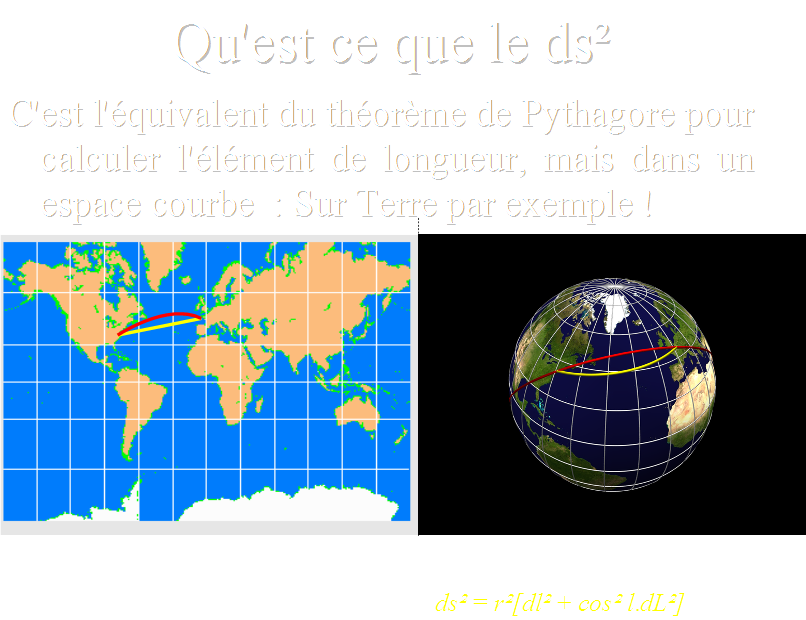 Qu'est ce que le ds²
C'est l'équivalent du théorème de Pythagore pour
calculer l'élément de longueur, mais dans un
espace courbe : Sur Terre par exemple !
ds² = r²[dl² + cos² l.dL²]